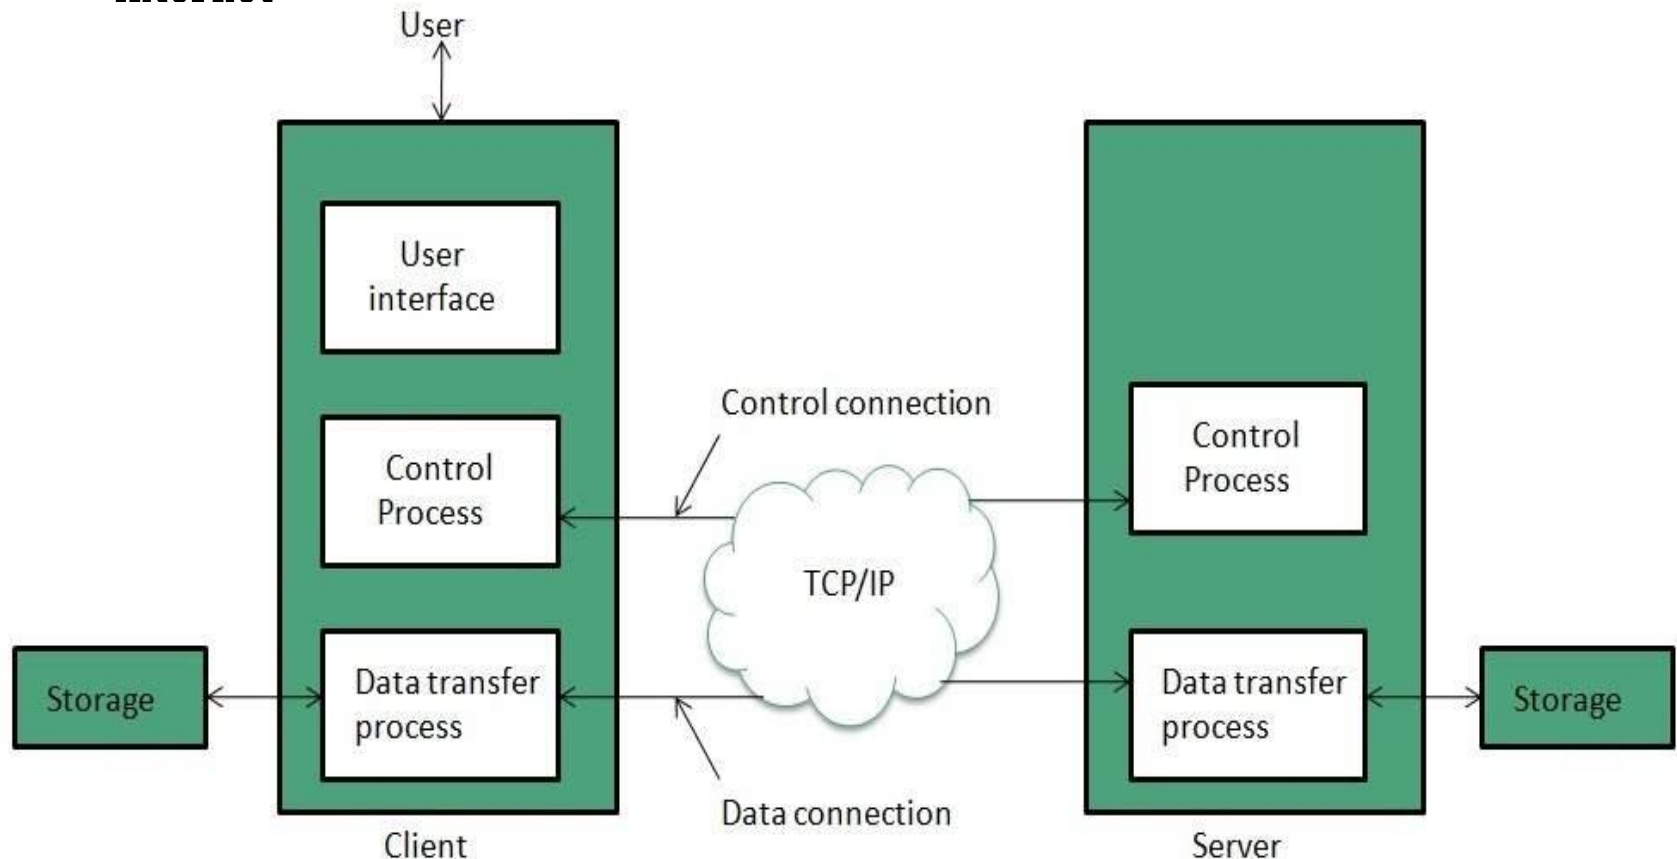 User
User
interface
Control connection
Control
Process
Control
Process
TCP/IP
Storage
Data transfer
process
Data transfer
process
Storage
Data connection
Client
Server